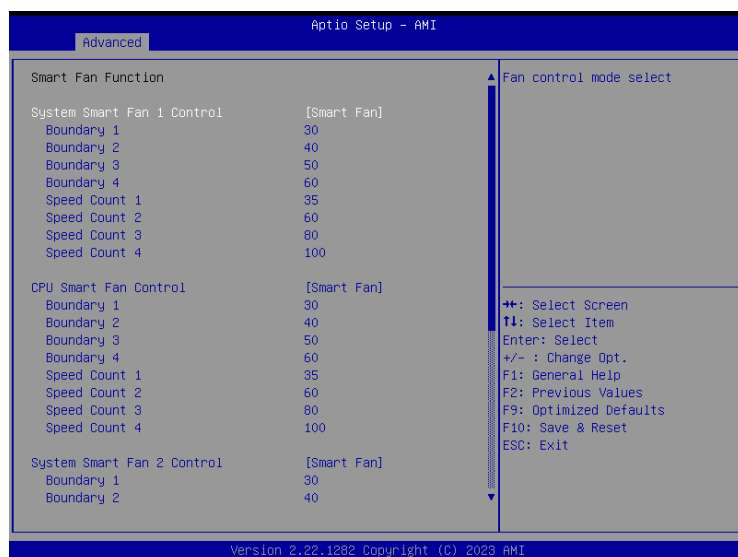 Aptio Setup - AMI
Advanced
Smart Fan Function
System Smart Fan 1 Control [Smart Fan]
Boundary 1 30
Boundary 2 40
Boundary 3 50
Boundary 4 60
Speed Count 1 35
Speed Count 2 60
Speed Count 3 80
Speed Count 4 100
CPU Smart Fan Control [Smart Fan]
Boundary 1 30
Boundary 2 40
Boundary 3 50
Boundary 4 60
Speed Count 1 35
Speed Count 2 60
Speed Count 3 80
Speed Count 4 100
System Smart Fan 2 Control [Smart Fan]
Boundary 1 30
Boundary 2 40
Fan control mode select
→←: Select Screen
↑↓: Select Item
Enter: Select
+/- : Change Opt.
F1: General Help
F2: Previous Values
F9: Optimized Defaults
F10: Save & Reset
ESC: Exit
Version 2.22.1282 Copyright (C) 2023 AMI